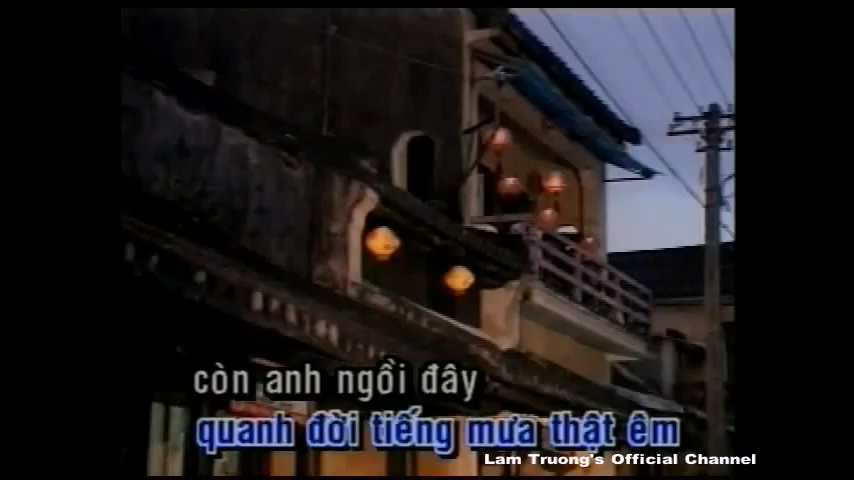 còn anh ngồi đây
quanh đời tiếng mưa thật êm
Lam Truong's Official Channel